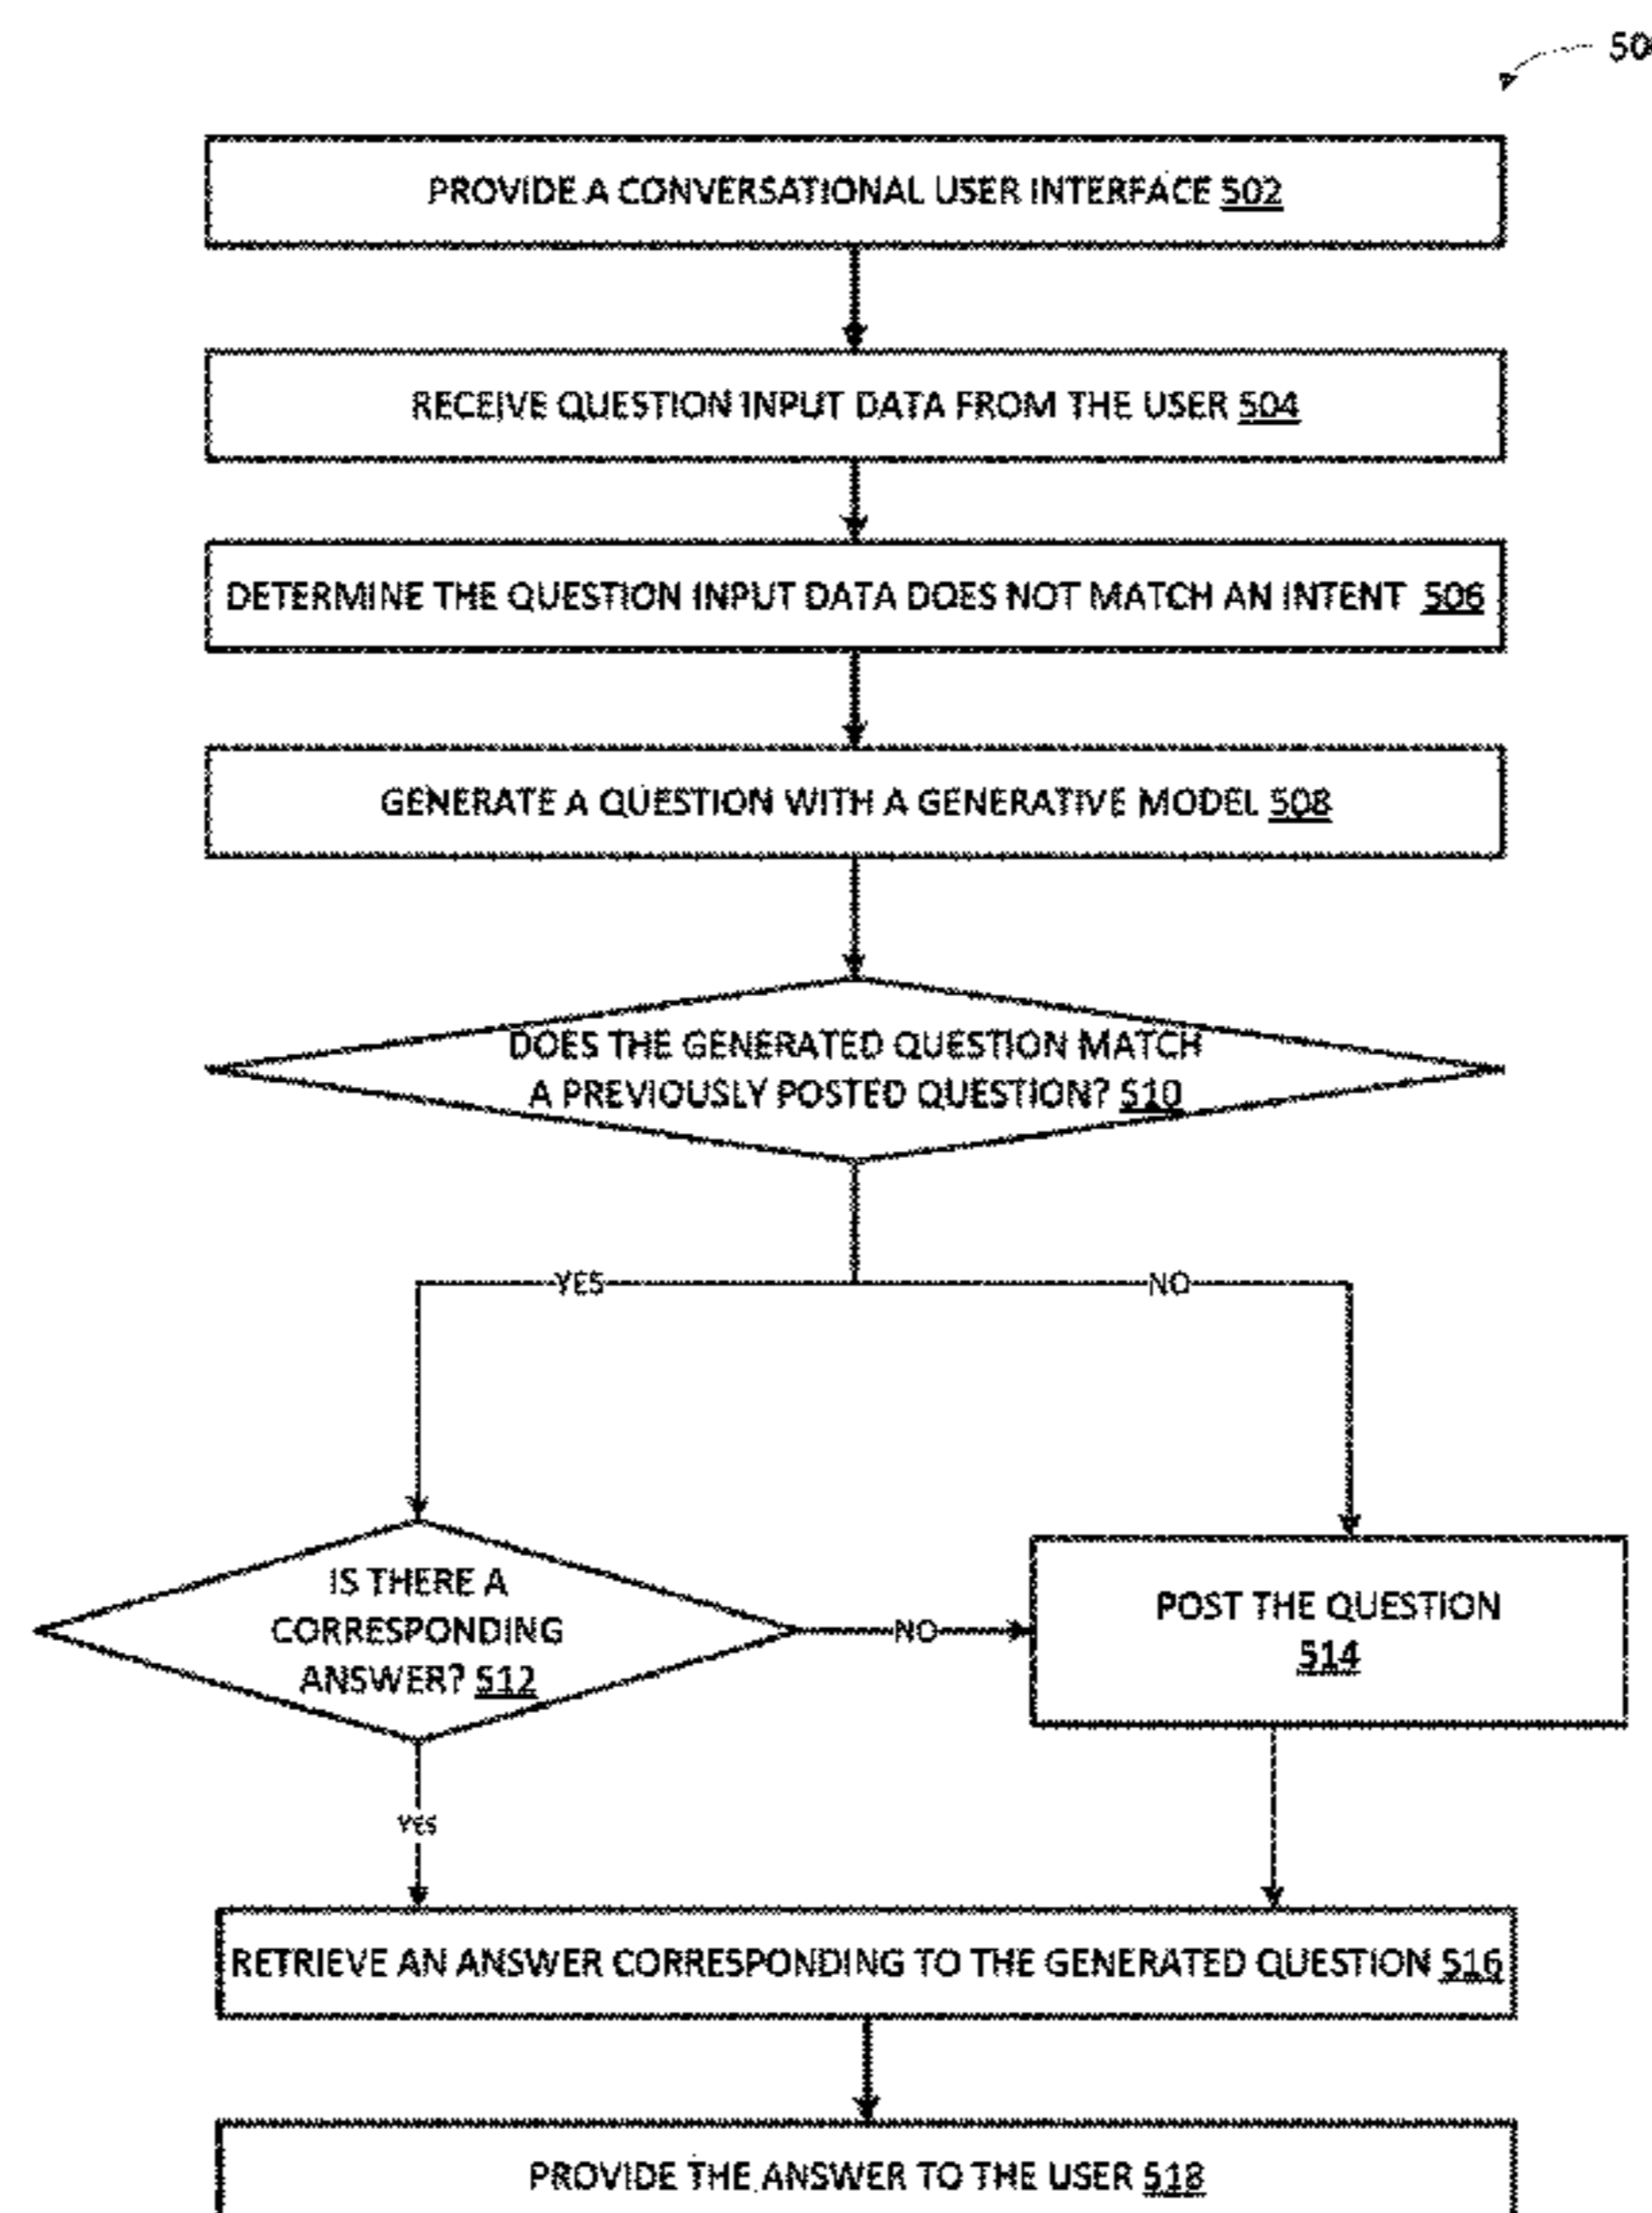 50
PROVIDE A CONVERSATIONAL USER INTERFACE 502
RECEIVE QUESTION INPUT DATA FROM THE USER 504
DETERMINE THE QUESTION INPUT DATA DOES NOT MATCH AN INTENT 506
GENERATE A QUESTION WITH A GENERATIVE MODEL 508
DOES THE GENERATED QUESTION MATCH
A PREVIOUSLY POSTED QUESTION? 510
YES
NO
IS THERE A
CORRESPONDING
ANSWER? 512
NO
POST THE QUESTION
514
YES
RETRIEVE AN ANSWER CORRESPONDING TO THE GENERATED QUESTION 516
PROVIDE THE ANSWER TO THE USER 518